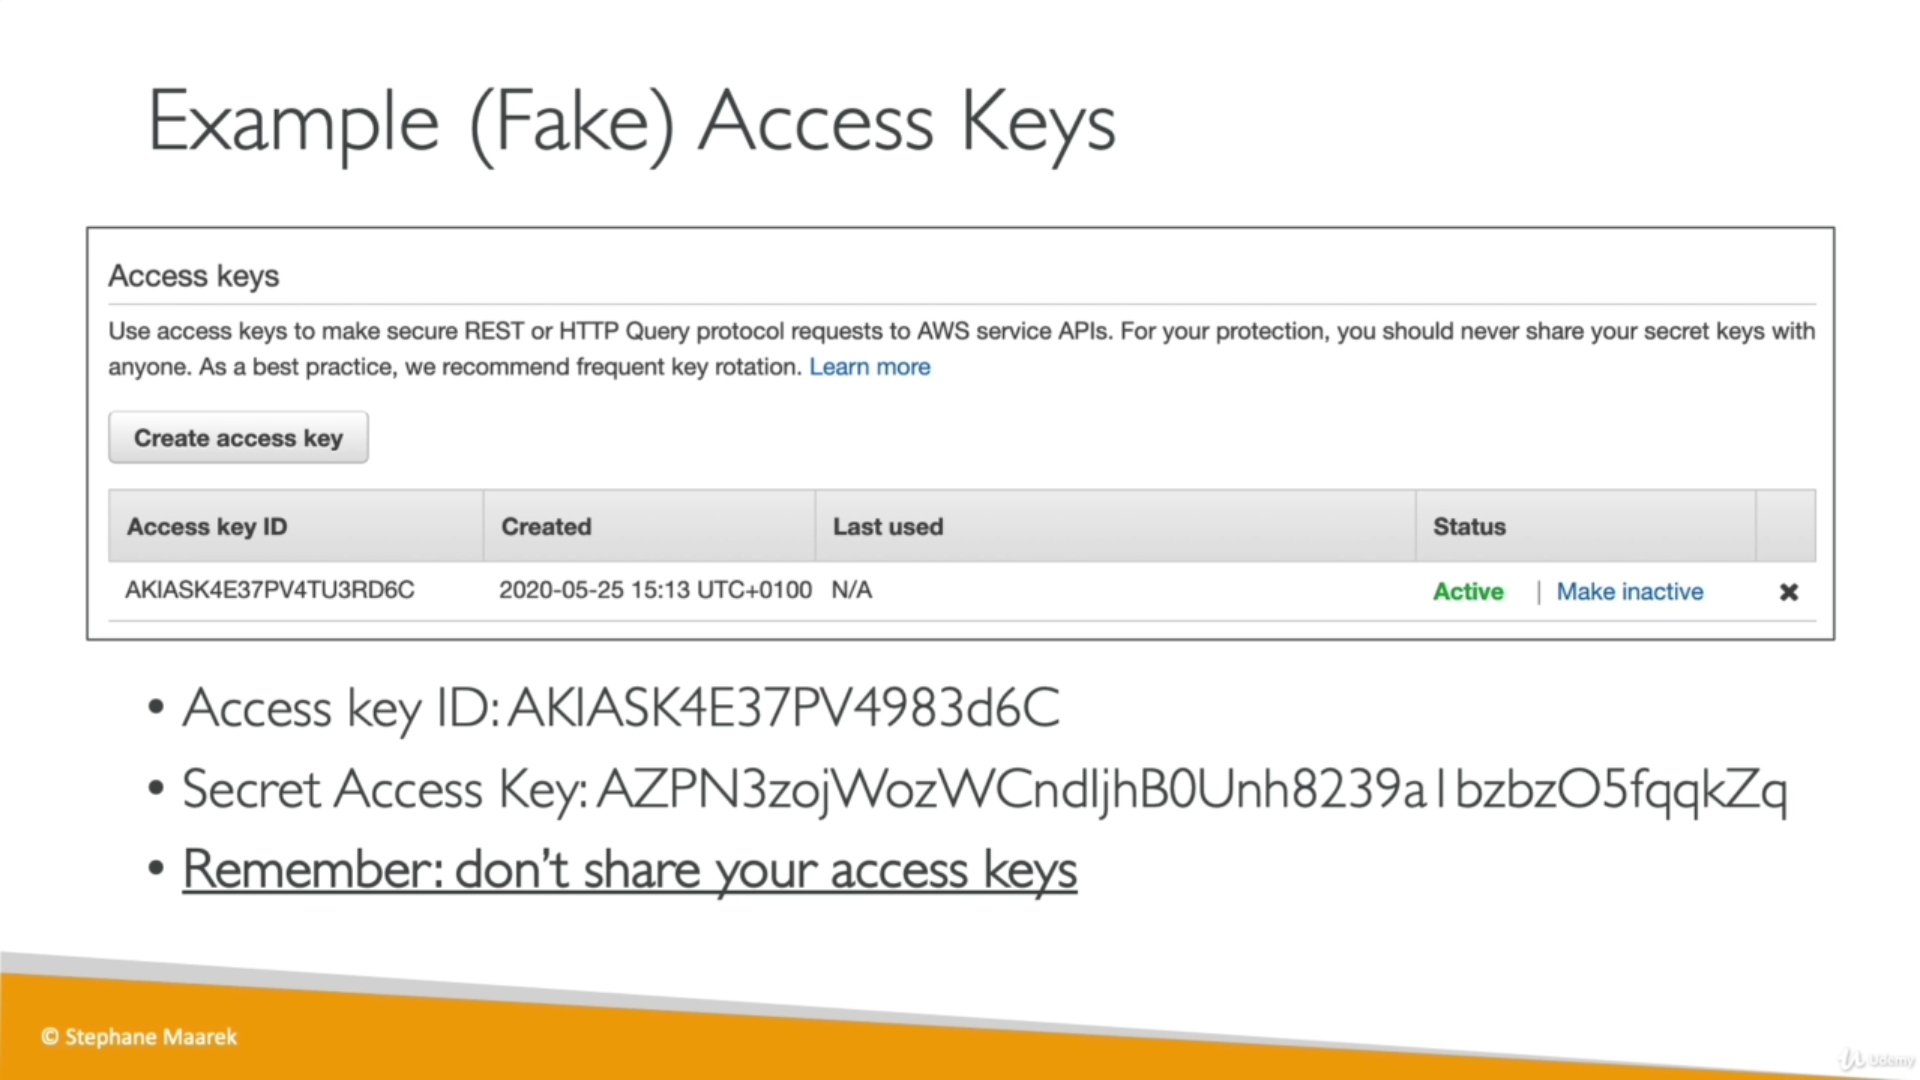 Example (Fake) Access Keys
Access keys
Use access keys to make secure REST or HTTP Query protocol requests to AWS service APIs. For your protection, you should never share your secret keys with
anyone. As a best practice, we recommend frequent key rotation. Learn more
Create access key
Access key ID Created Last used Status
AKIASK4E37PV4TU3RD6C 2020-05-25 15:13 UTC+0100 N/A Active | Make inactive ✖
• Access key ID: AKIASK4E37PV4983d6C
• Secret Access Key: AZPN3zojWozWCndIjhB0Unh8239a1bzbzO5fqqkZq
• Remember: don’t share your access keys
© Stephane Maarek
Udemy